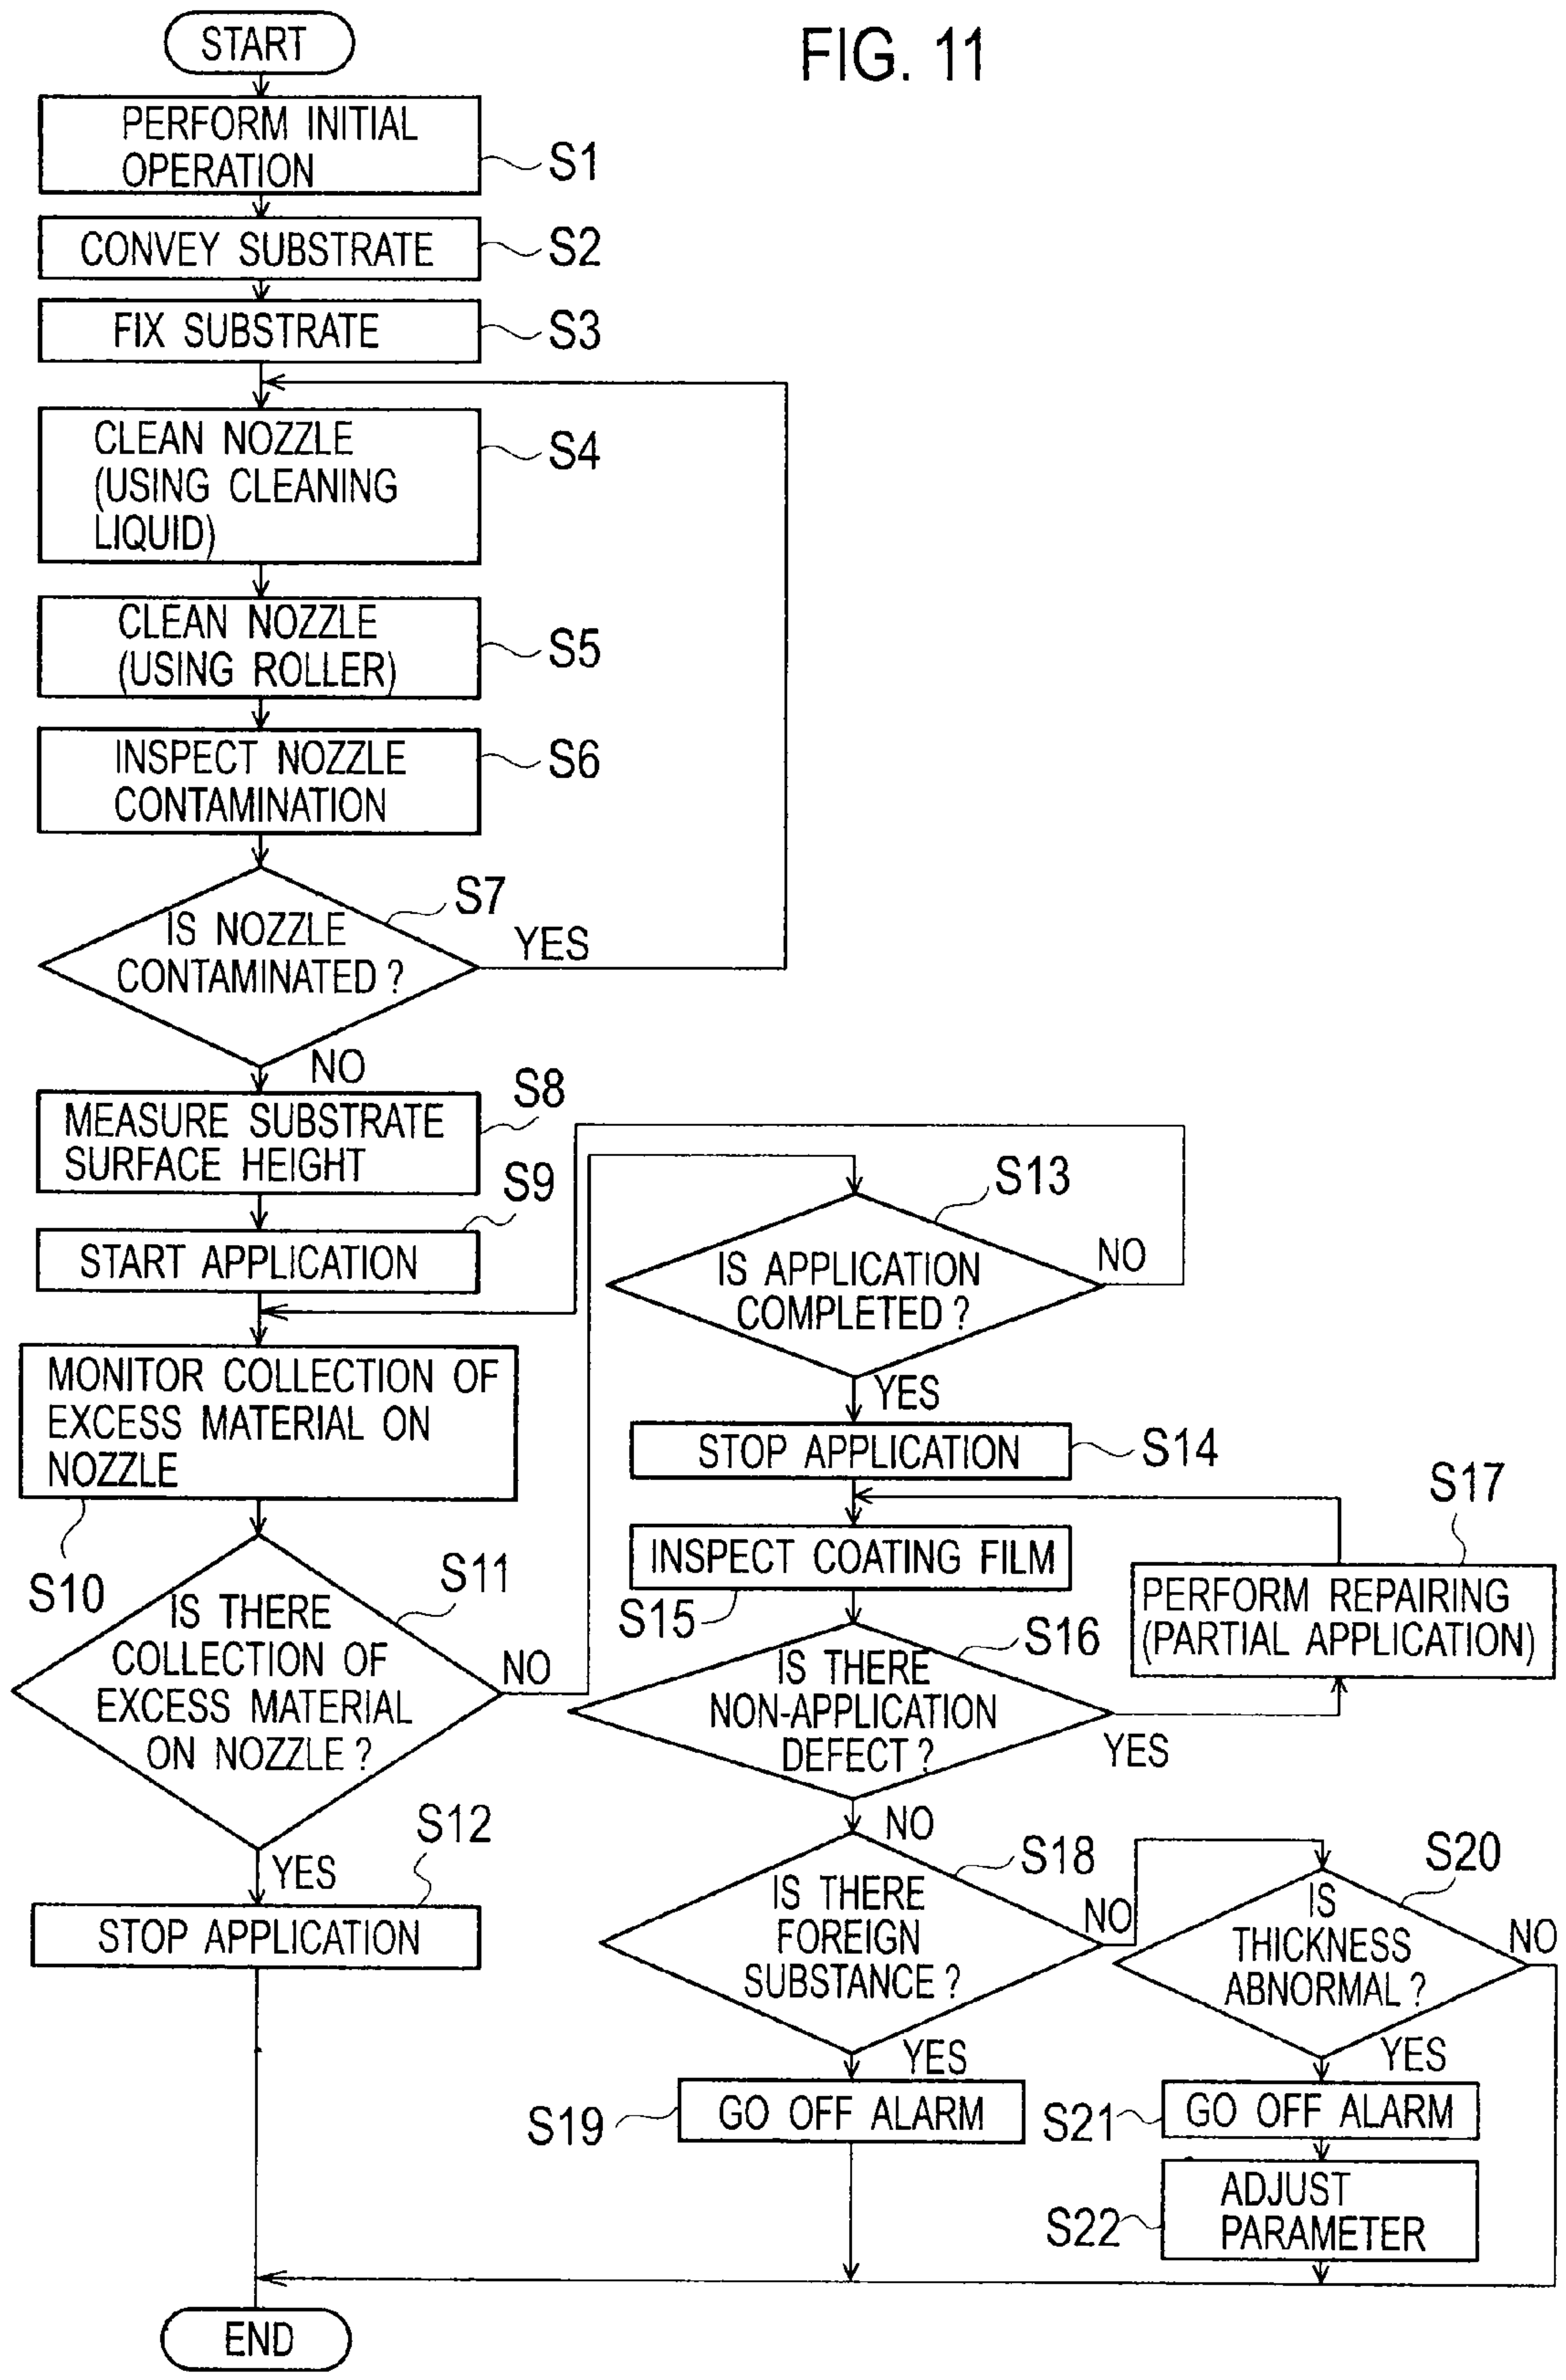 FIG. 11
START
PERFORM INITIAL
OPERATION
S1
CONVEY SUBSTRATE
S2
FIX SUBSTRATE
S3
CLEAN NOZZLE
(USING CLEANING
LIQUID)
S4
CLEAN NOZZLE
(USING ROLLER)
S5
INSPECT NOZZLE
CONTAMINATION
S6
S7
IS NOZZLE
CONTAMINATED ?
YES
NO
MEASURE SUBSTRATE
SURFACE HEIGHT
S8
START APPLICATION
S9
MONITOR COLLECTION OF
EXCESS MATERIAL ON
NOZZLE
S10
S11
IS THERE
COLLECTION OF
EXCESS MATERIAL
ON NOZZLE ?
NO
YES
S12
STOP APPLICATION
S13
IS APPLICATION
COMPLETED ?
NO
YES
STOP APPLICATION
S14
INSPECT COATING FILM
S15
S16
IS THERE
NON-APPLICATION
DEFECT ?
YES
S17
PERFORM REPAIRING
(PARTIAL APPLICATION)
NO
S18
IS THERE
FOREIGN
SUBSTANCE ?
NO
YES
S19
GO OFF ALARM
S20
IS
THICKNESS
ABNORMAL ?
NO
YES
S21
GO OFF ALARM
S22
ADJUST
PARAMETER
END